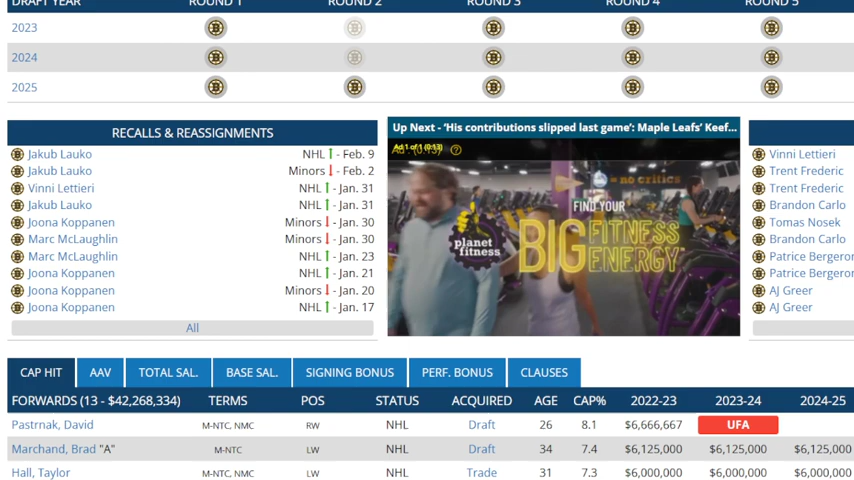 DRAFT YEAR ROUND 1 ROUND 2 ROUND 3 ROUND 4 ROUND 5
2023
2024
2025
RECALLS & REASSIGNMENTS
Jakub Lauko NHL - Feb. 9
Jakub Lauko Minors - Feb. 2
Vinni Lettieri NHL - Jan. 31
Jakub Lauko NHL - Jan. 31
Joona Koppanen Minors - Jan. 30
Marc McLaughlin Minors - Jan. 30
Marc McLaughlin NHL - Jan. 23
Joona Koppanen NHL - Jan. 21
Joona Koppanen Minors - Jan. 20
Joona Koppanen NHL - Jan. 17
All
Up Next - ‘His contributions slipped last game’: Maple Leafs’ Keef...
Ad 1 of 1 (0:13)
= no critics
FIND YOUR
BIG FITNESS ENERGY
planet fitness
Vinni Lettieri
Trent Frederic
Trent Frederic
Brandon Carlo
Tomas Nosek
Brandon Carlo
Patrice Bergeron
Patrice Bergeron
AJ Greer
AJ Greer
CAP HIT AAV TOTAL SAL. BASE SAL. SIGNING BONUS PERF. BONUS CLAUSES
FORWARDS (13 - $42,268,334) TERMS POS STATUS ACQUIRED AGE CAP% 2022-23 2023-24 2024-25
Pastrnak, David M-NTC, NMC RW NHL Draft 26 8.1 $6,666,667 UFA
Marchand, Brad "A" M-NTC LW NHL Draft 34 7.4 $6,125,000 $6,125,000 $6,125,000
Hall, Taylor M-NTC, NMC LW NHL Trade 31 7.3 $6,000,000 $6,000,000 $6,000,000